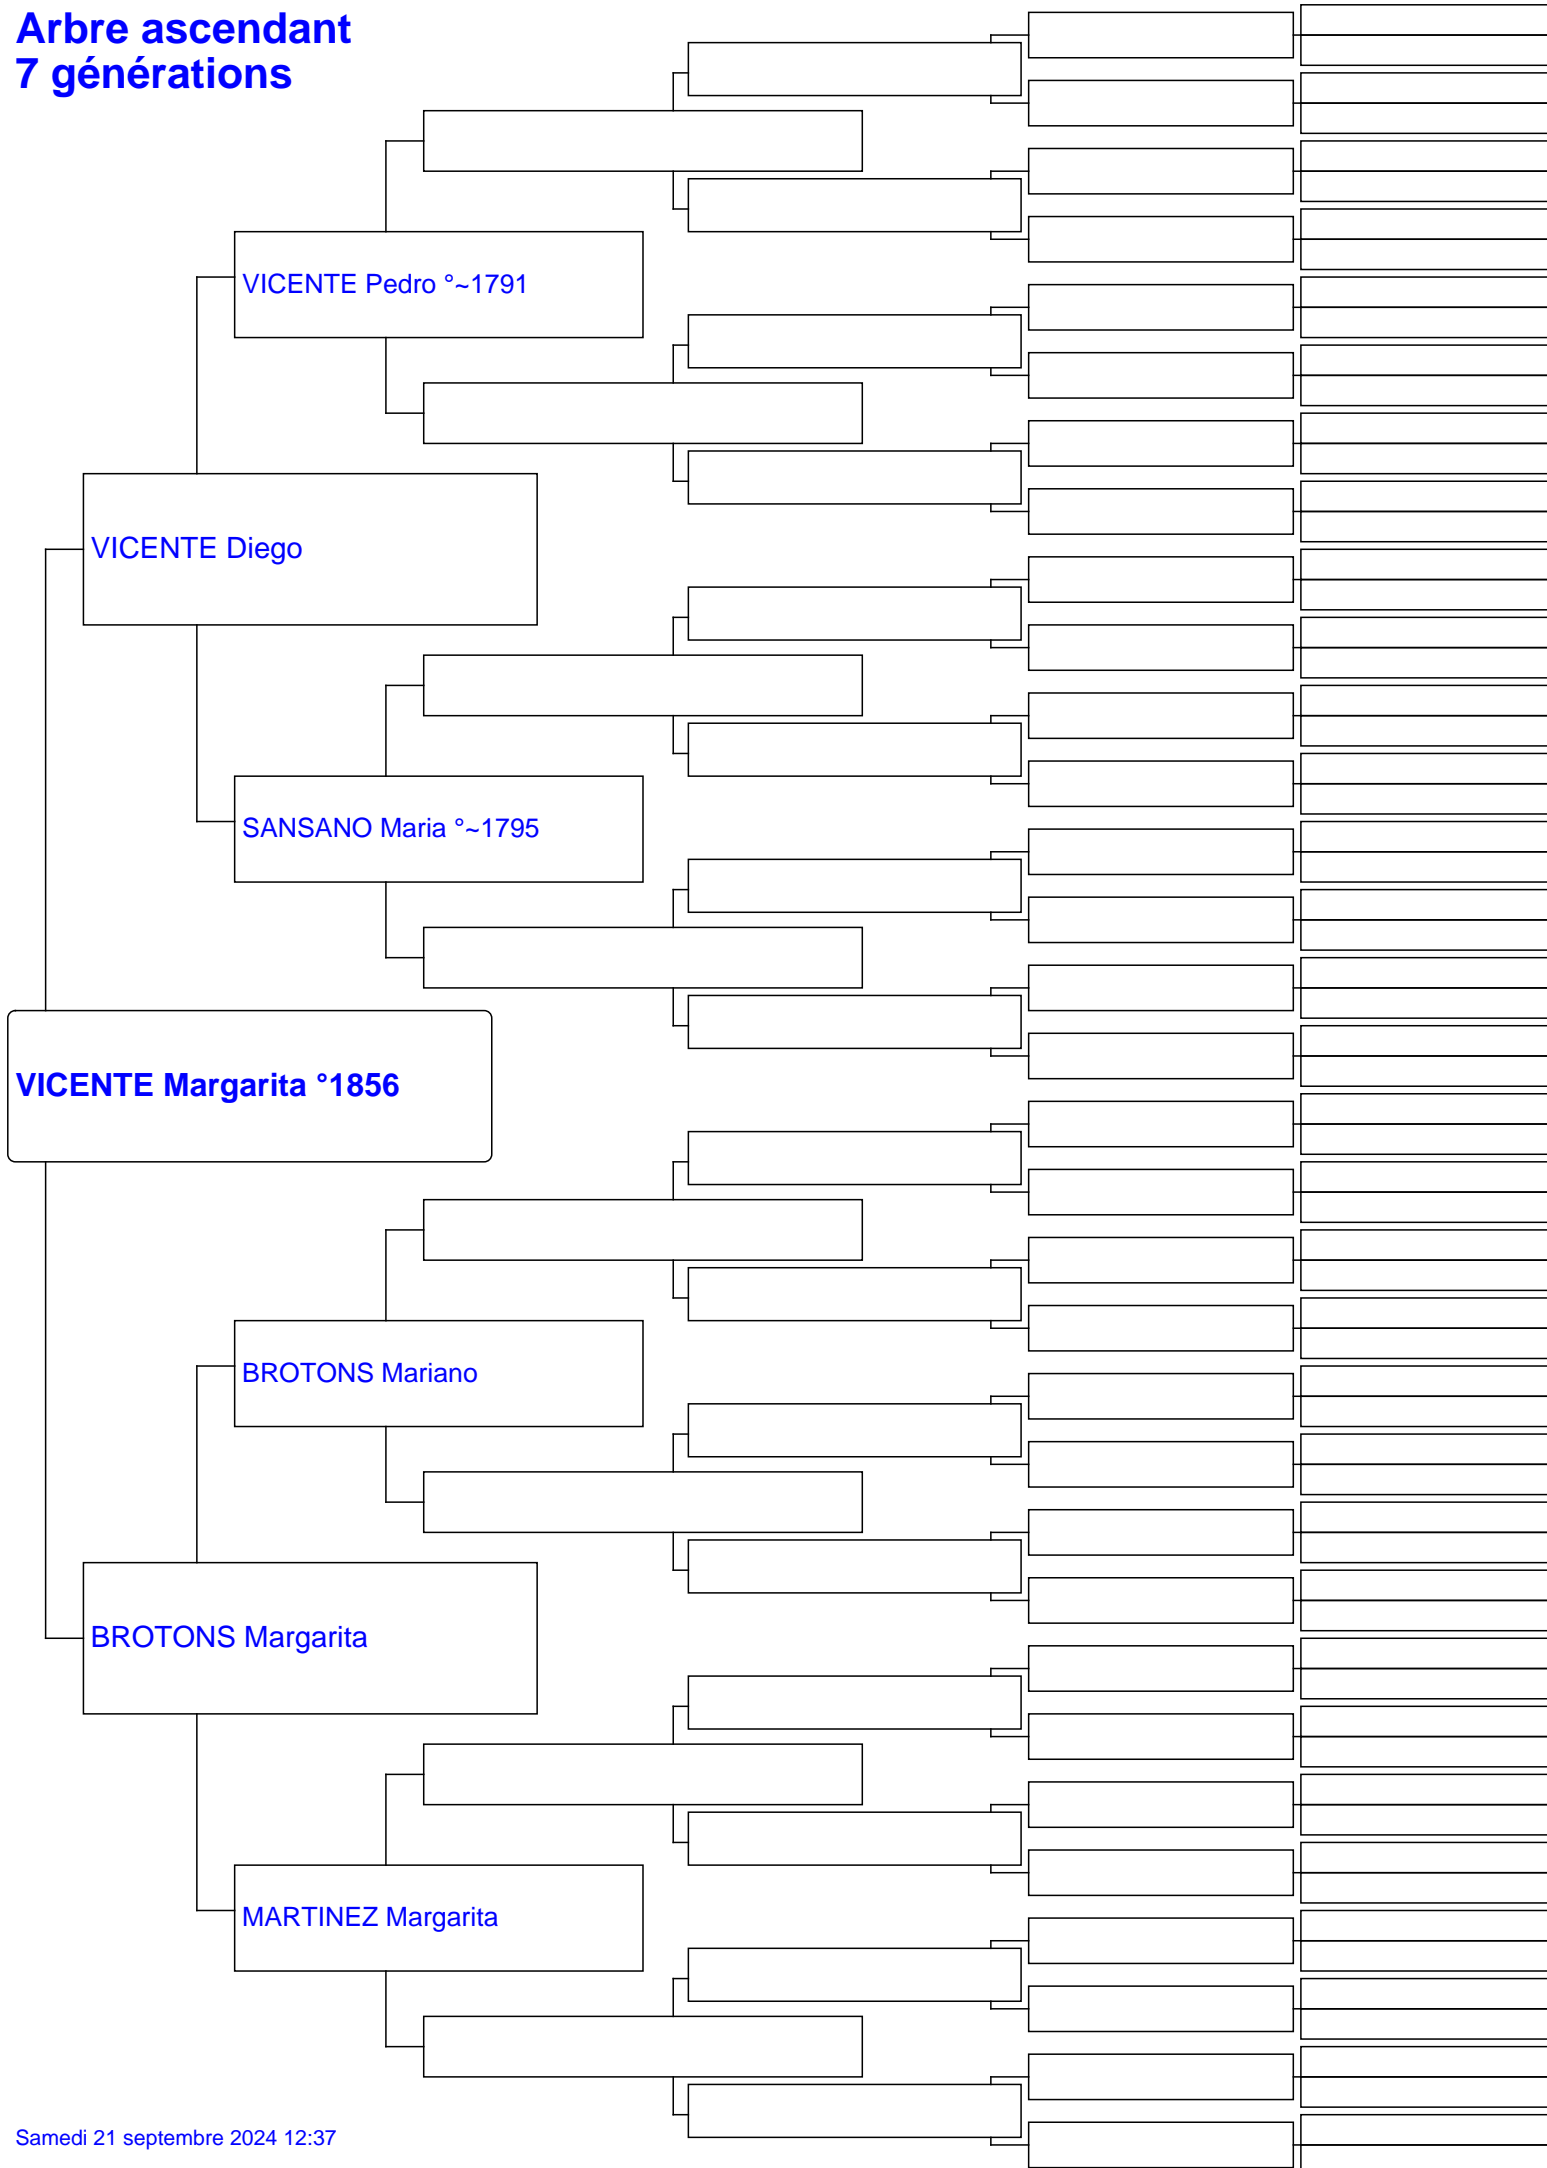 Arbre ascendant
7 générations
VICENTE Pedro °~1791
VICENTE Diego
SANSANO Maria °~1795
VICENTE Margarita °1856
BROTONS Mariano
BROTONS Margarita
MARTINEZ Margarita
Samedi 21 septembre 2024 12:37